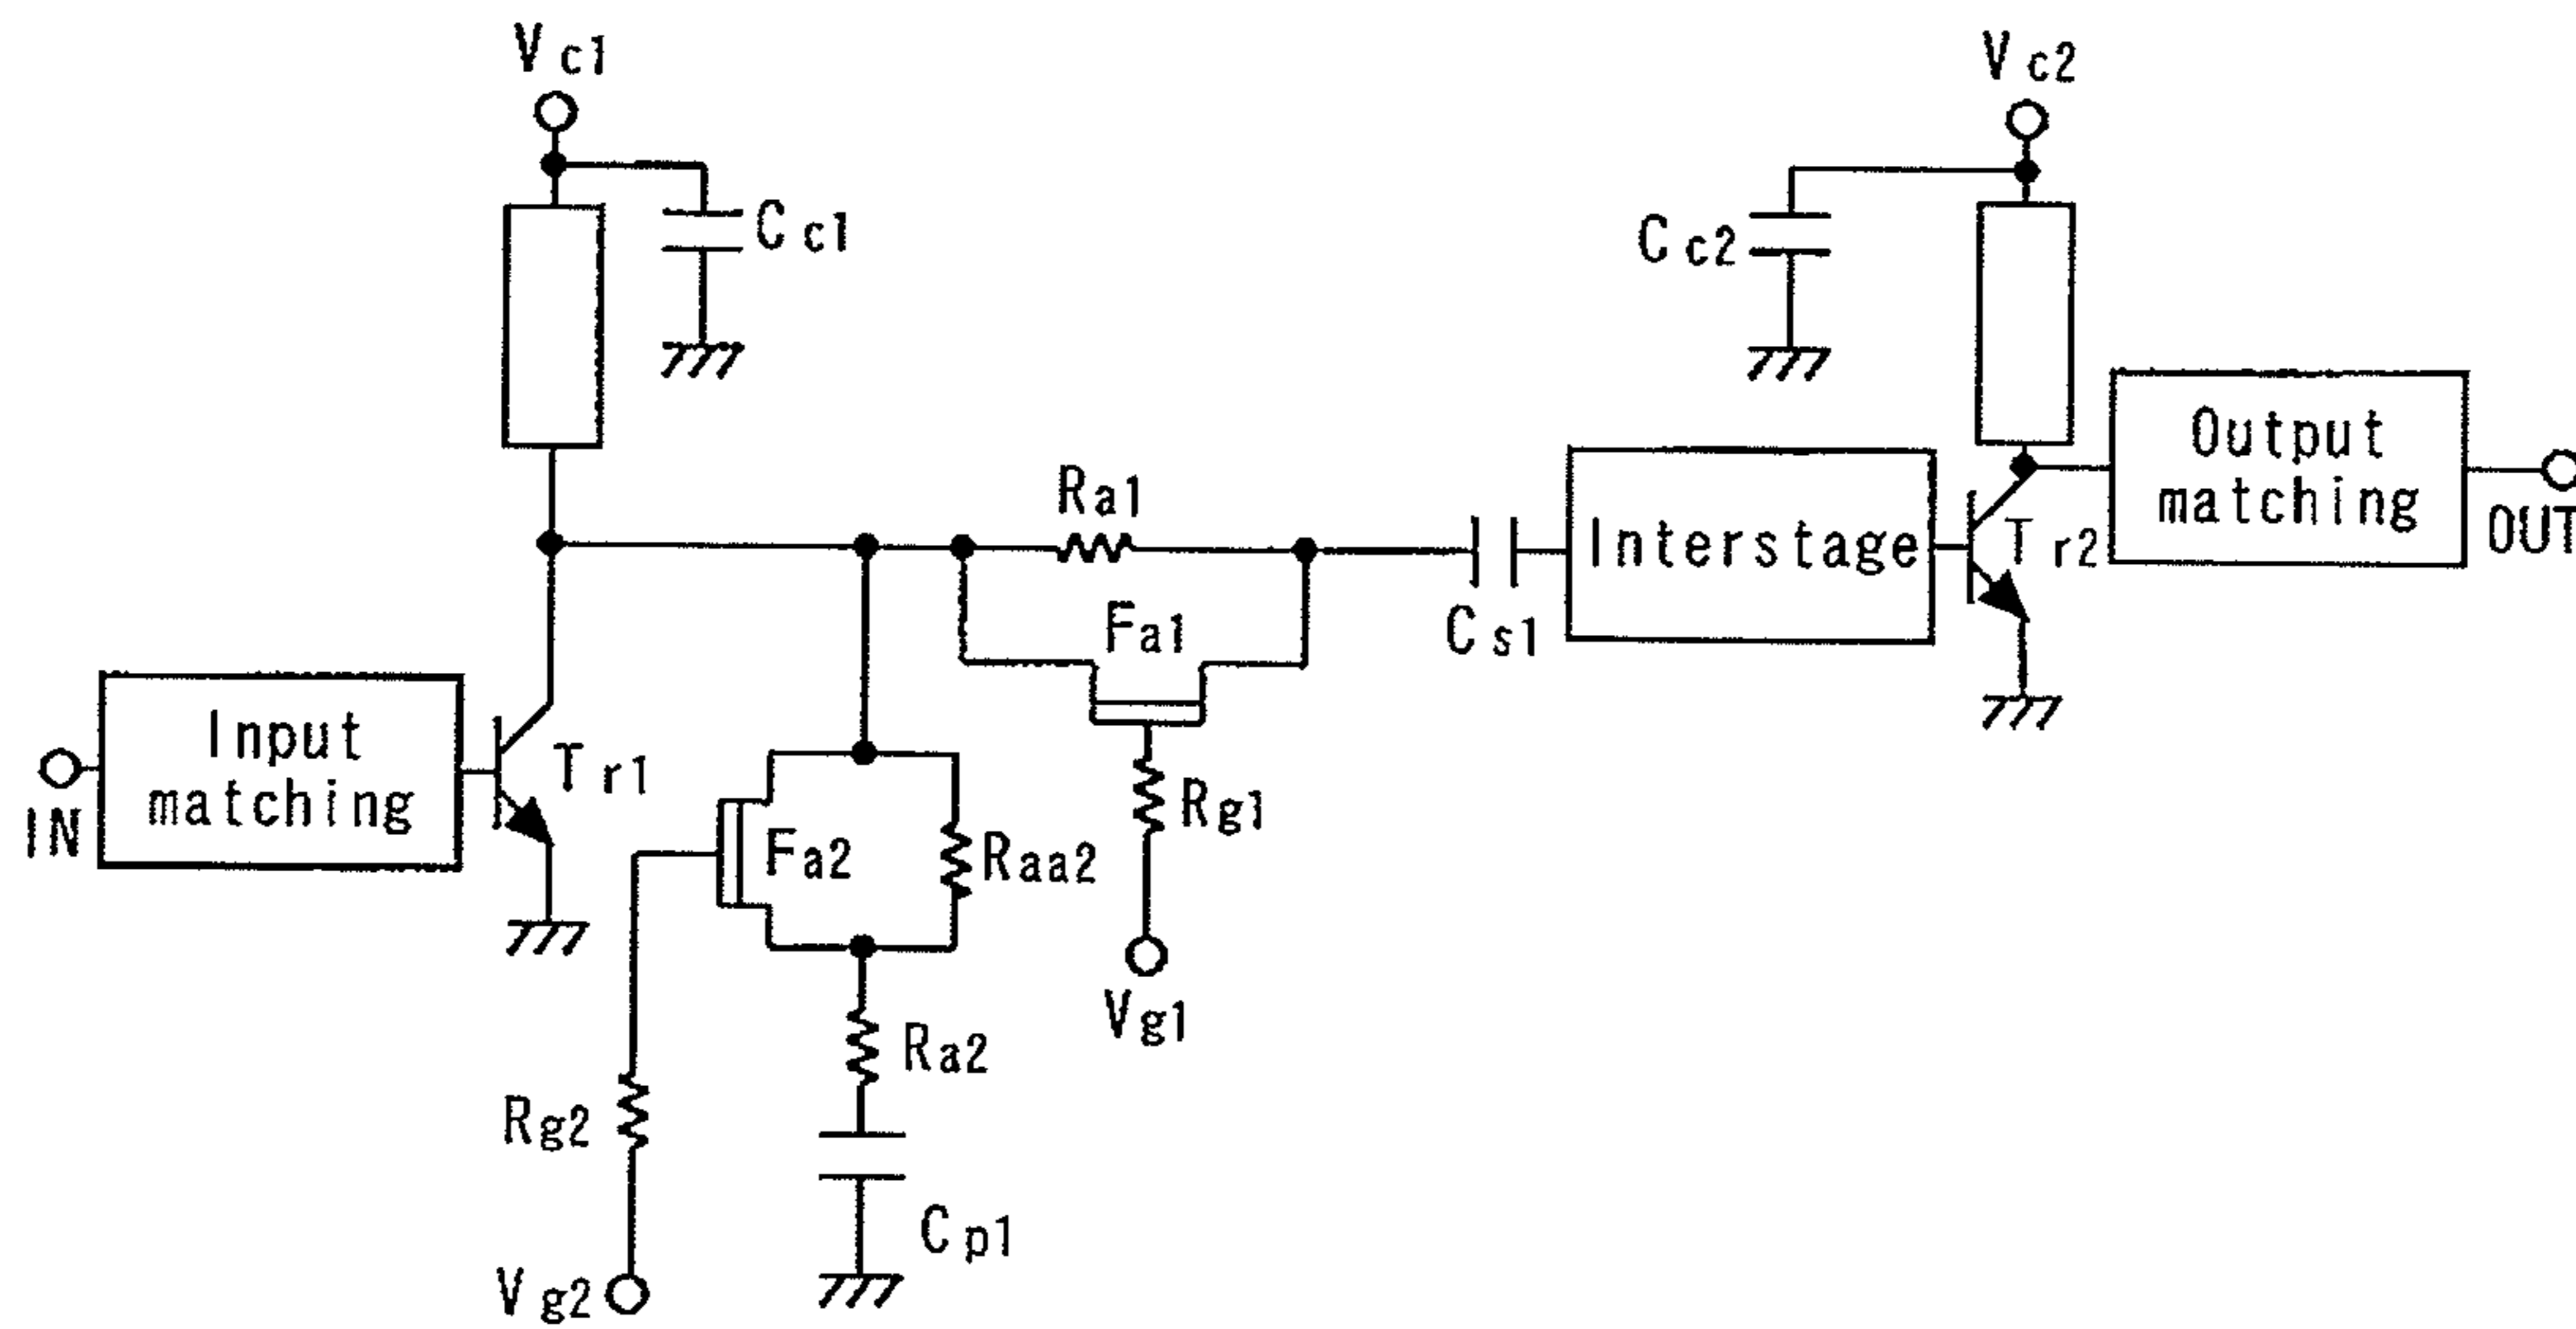 Vc1
Vc2
Cc1
Cc2
Output
matching
OUT
Ra1
Interstage
Tr2
Fa1
Cs1
Input
matching
IN
Tr1
Rg1
Fa2
Raa2
Vg1
Ra2
Rg2
Cp1
Vg2